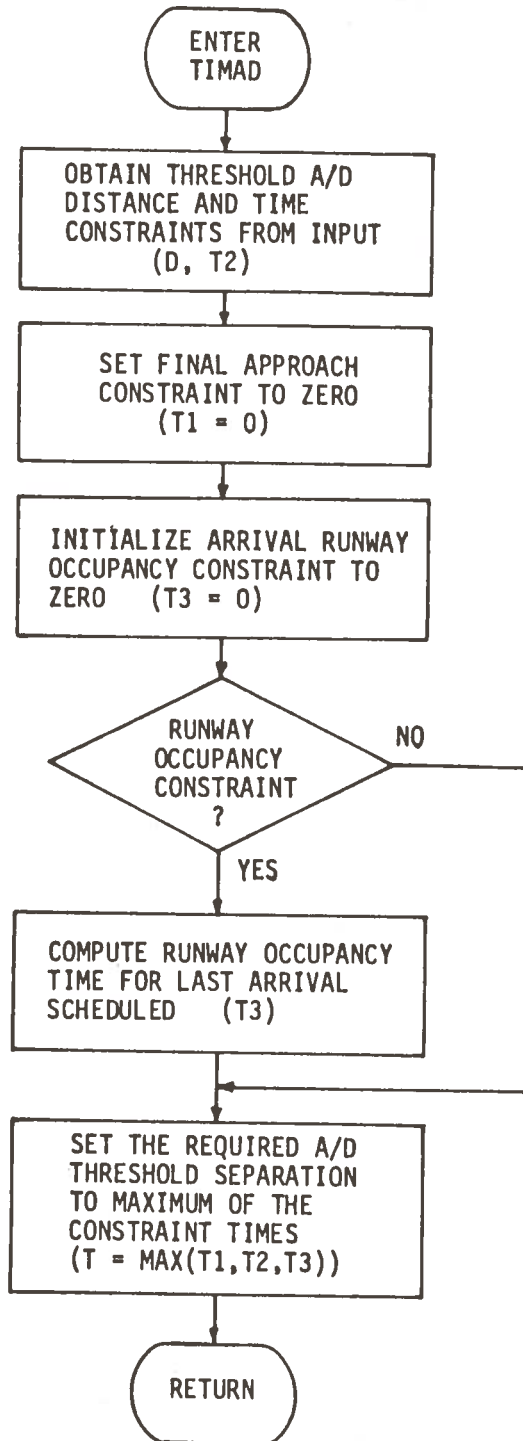 ENTER
TIMAD
OBTAIN THRESHOLD A/D
DISTANCE AND TIME
CONSTRAINTS FROM INPUT
(D, T2)
SET FINAL APPROACH
CONSTRAINT TO ZERO
(T1 = 0)
INITIALIZE ARRIVAL RUNWAY
OCCUPANCY CONSTRAINT TO
ZERO (T3 = 0)
RUNWAY
OCCUPANCY
CONSTRAINT
?
NO
YES
COMPUTE RUNWAY OCCUPANCY
TIME FOR LAST ARRIVAL
SCHEDULED (T3)
SET THE REQUIRED A/D
THRESHOLD SEPARATION
TO MAXIMUM OF THE
CONSTRAINT TIMES
(T = MAX(T1,T2,T3))
RETURN